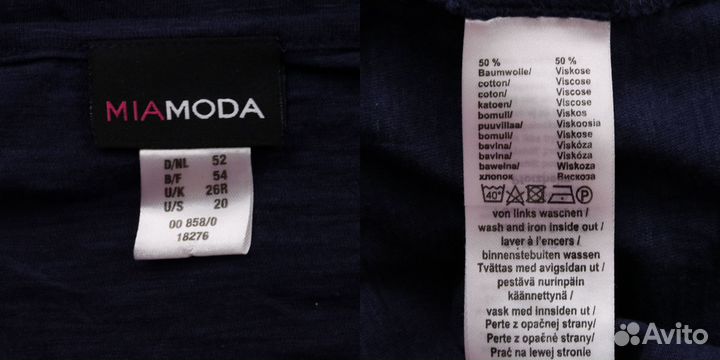 MIAMODA
D/NL 52
B/F 54
U/K 26R
U/S 20
00 858/0
18276
50 % 50 %
Baumwolle/ Viskose
cotton/ Viscose
coton/ Viscose
katoen/ Viscose
bomull/ Viskos
puuvillaa/ Viskoosia
bomull/ Viskose
bavlna/ Viskóza
bavlna/ Viskóza
bawełna/ Wiskoza
хлопок Вискоза
40°
P
von links waschen/
wash and iron inside out /
laver à l'encers/
binnenstebuiten wassen
Tvättas med avigsidan ut /
pestävä nurinpäin
käännettynä /
vask med innsiden ut/
Perte z opačnej strany/
Perte z opačné strany/
Prać na lewej stronie
Avito